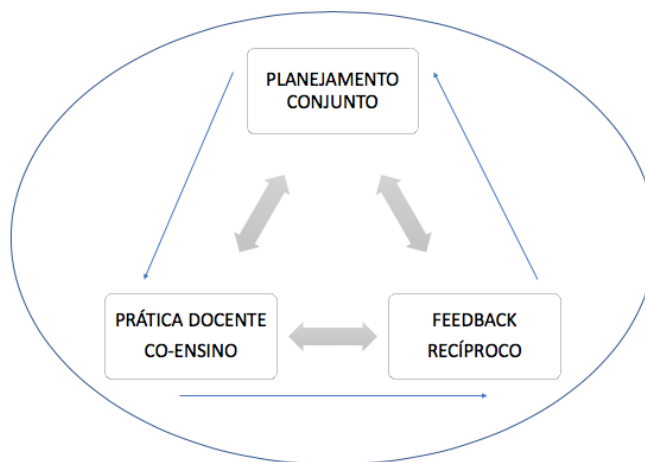 PLANEJAMENTO
CONJUNTO
PRÁTICA DOCENTE
CO-ENSINO
FEEDBACK
RECÍPROCO